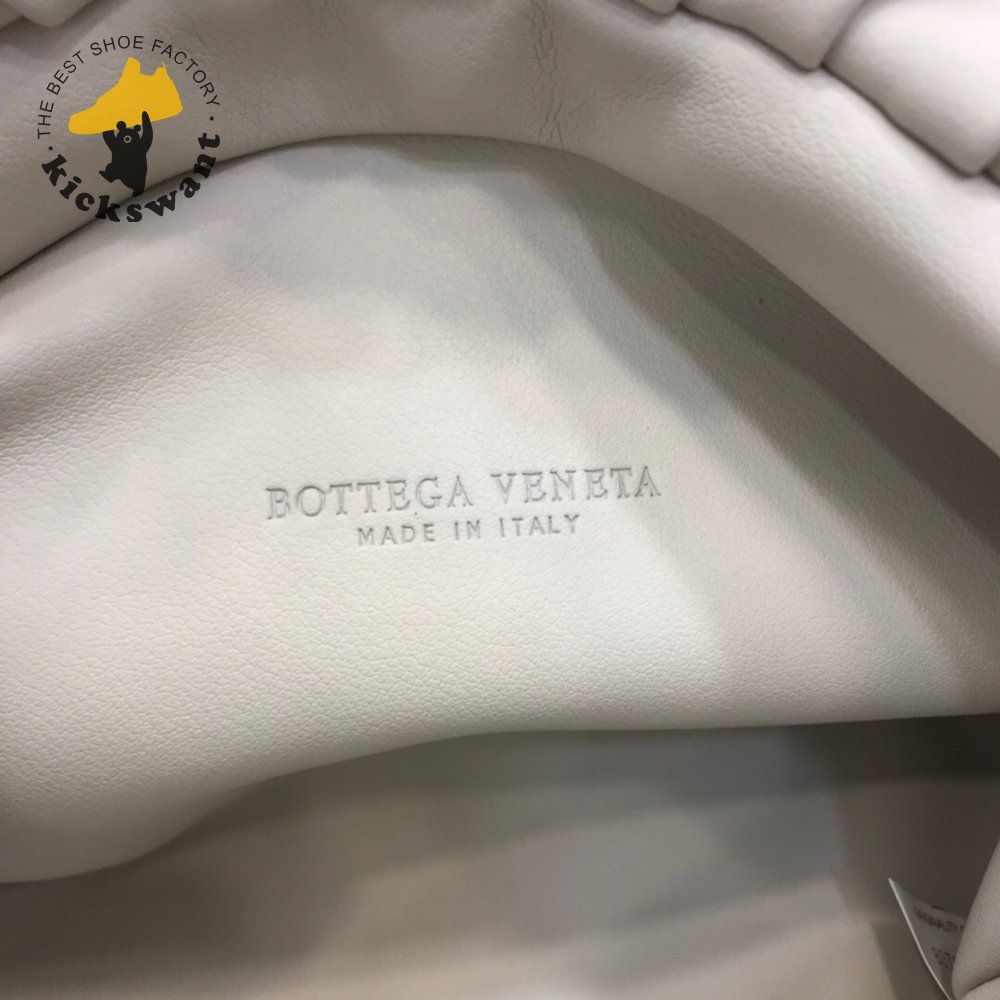 · THE BEST SHOE FACTORY ·
kickswant
BOTTEGA VENETA
MADE IN ITALY